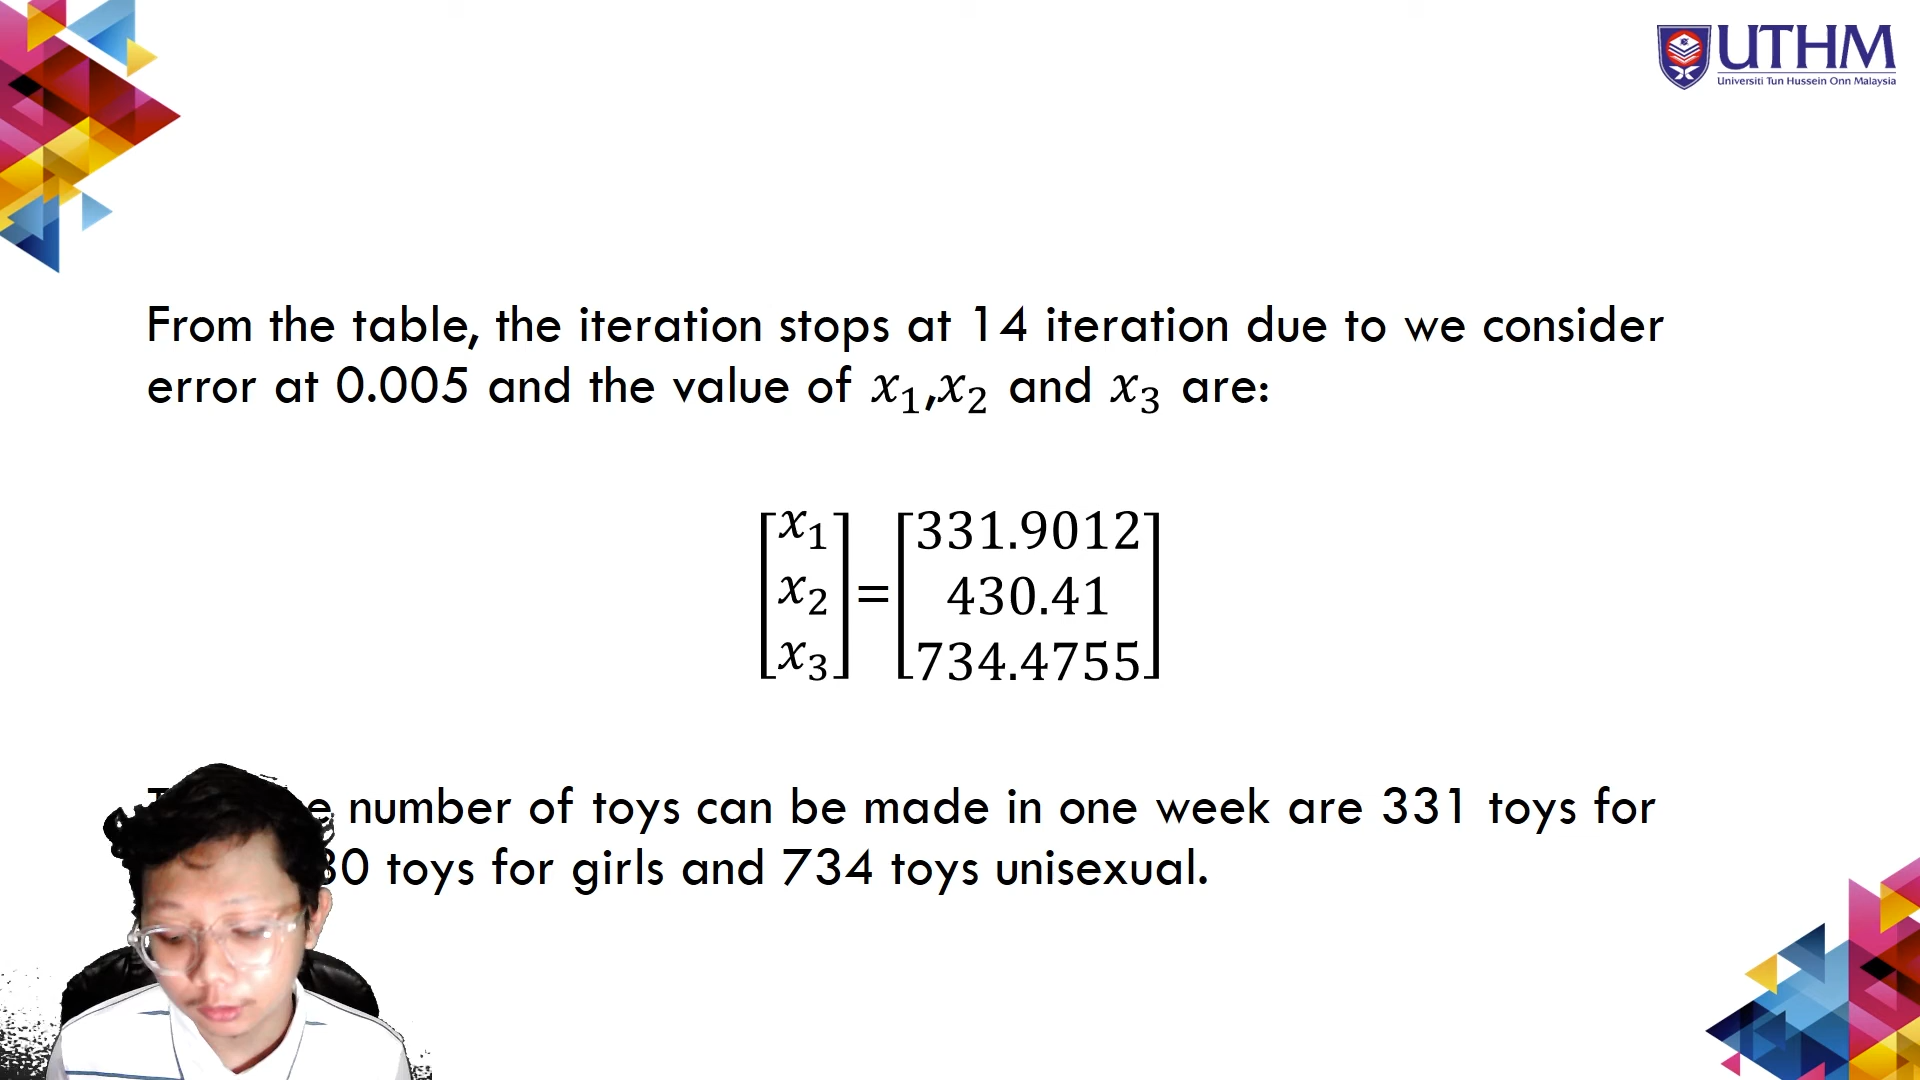 UTHM
Universiti Tun Hussein Onn Malaysia
From the table, the iteration stops at 14 iteration due to we consider
error at 0.005 and the value of x₁,x₂ and x₃ are:
[x₁] [331.9012]
[x₂]=[430.41]
[x₃] [734.4755]
number of toys can be made in one week are 331 toys for
toys for girls and 734 toys unisexual.